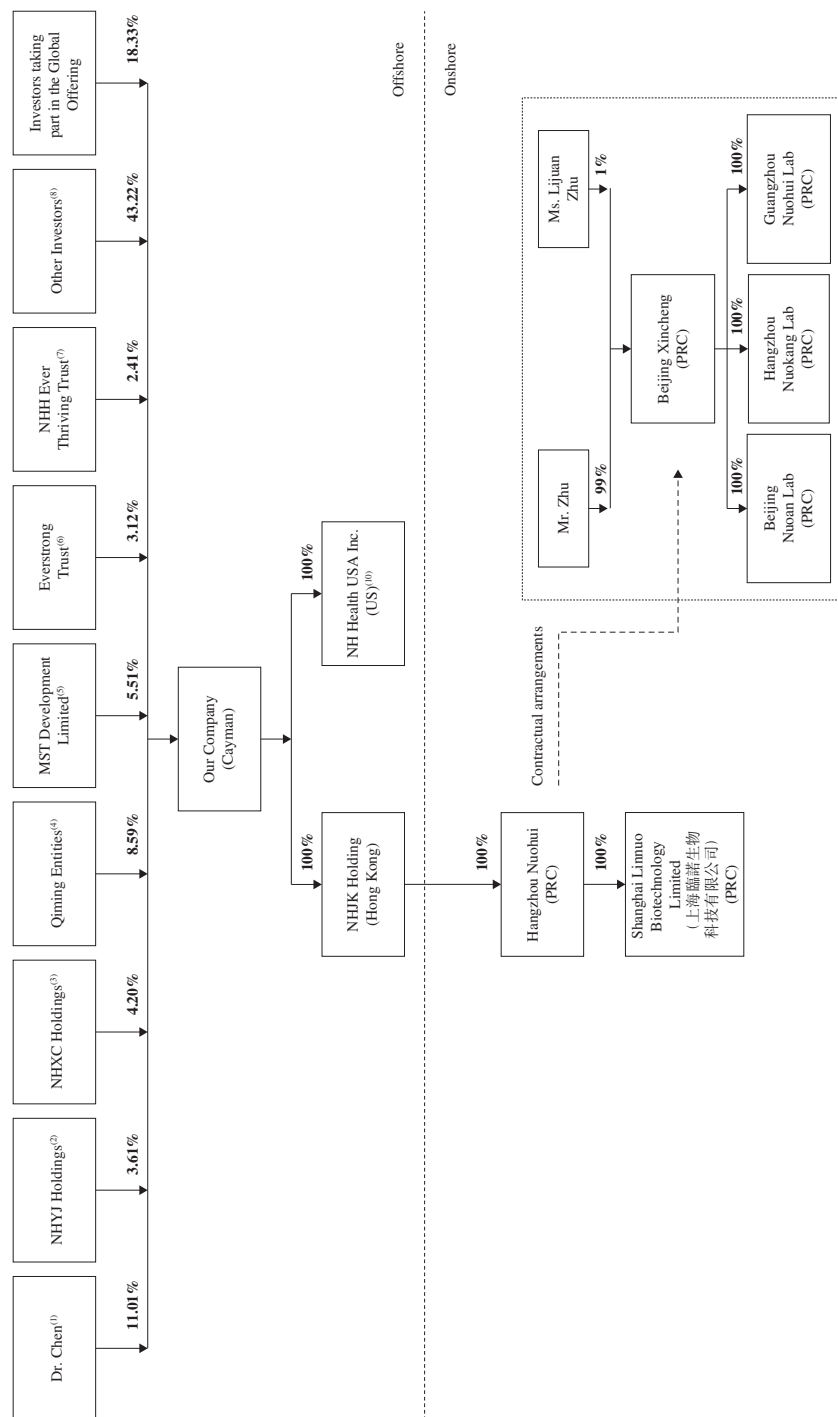 Dr. Chen(1)
NHYJ Holdings(2)
NHXC Holdings(3)
Qiming Entities(4)
MST Development
Limited(5)
Everstrong
Trust(6)
NHH Ever
Thriving Trust(7)
Other Investors(8)
Investors taking
part in the Global
Offering
11.01%
3.61%
4.20%
8.59%
5.51%
3.12%
2.41%
43.22%
18.33%
Our Company
(Cayman)
100%
100%
NHJK Holding
(Hong Kong)
NH Health USA Inc.
(US)(10)
Offshore
Onshore
100%
Hangzhou Nuohui
(PRC)
100%
Shanghai Linnuo
Biotechnology
Limited
(上海臨諾生物
科技有限公司)
(PRC)
Contractual arrangements
Mr. Zhu
Ms. Lijuan
Zhu
99%
1%
Beijing Xincheng
(PRC)
100%
100%
100%
Beijing
Nuoan Lab
(PRC)
Hangzhou
Nuokang Lab
(PRC)
Guangzhou
Nuohui Lab
(PRC)